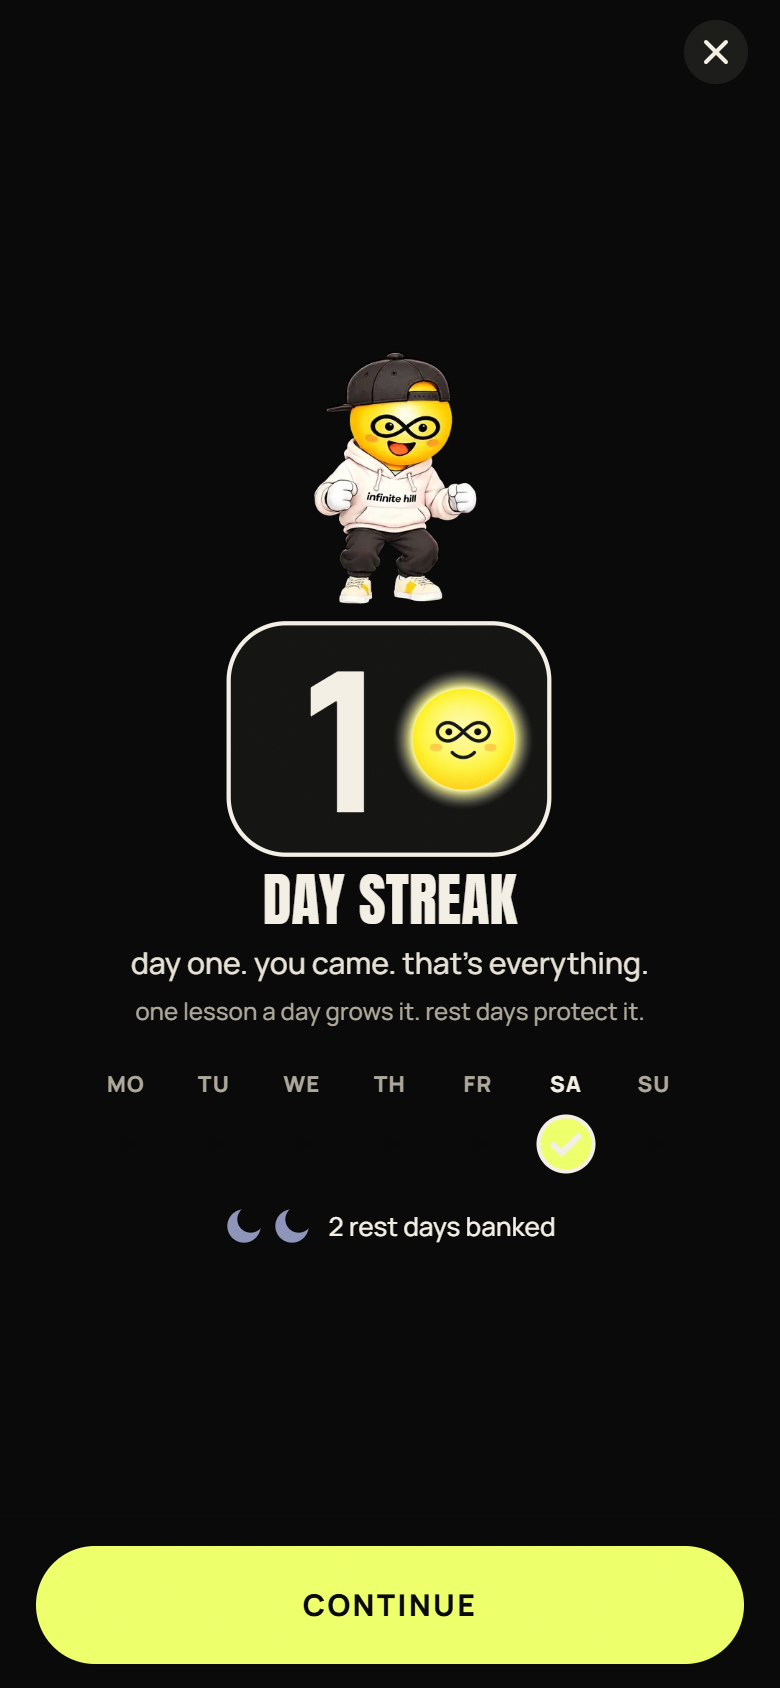 infinite hill
1
DAY STREAK
day one. you came. that's everything.
one lesson a day grows it. rest days protect it.
MO TU WE TH FR SA SU
2 rest days banked
CONTINUE